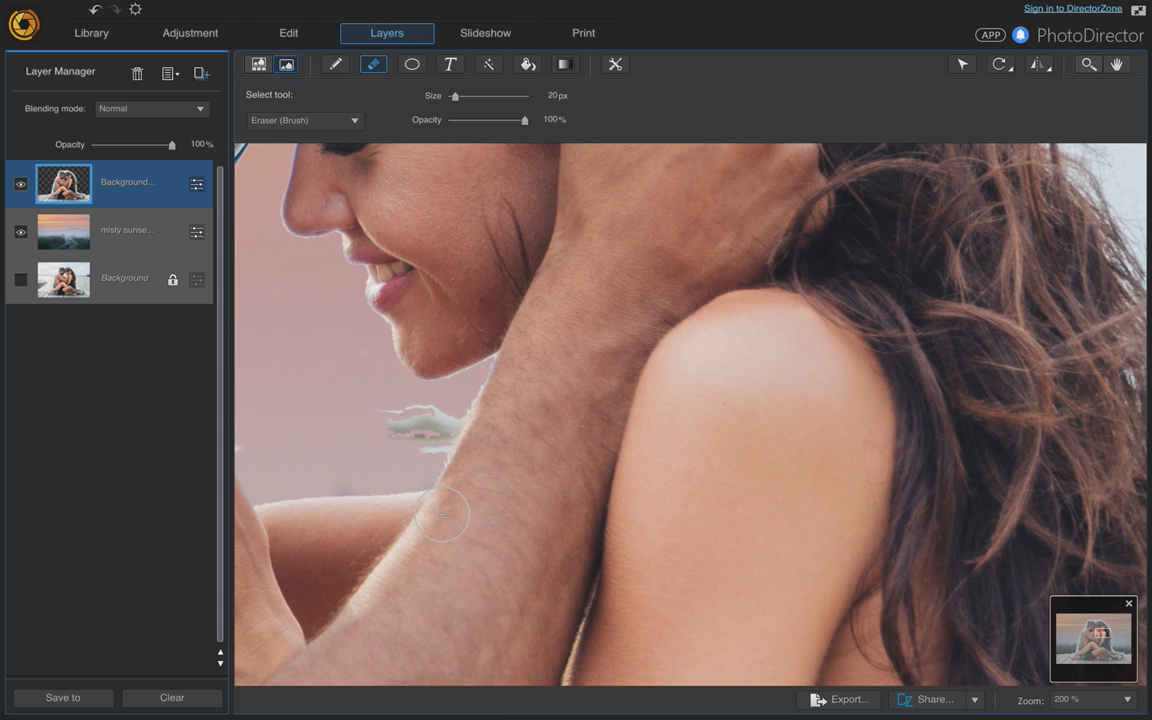 Sign in to DirectorZone
Library
Adjustment
Edit
Layers
Slideshow
Print
APP
PhotoDirector
Layer Manager
Blending mode:
Normal
Opacity
100 %
Background...
misty sunse...
Background
Select tool:
Eraser (Brush)
Size
20 px
Opacity
100 %
T
Save to
Clear
Export...
DZ
Share...
Zoom:
200 %